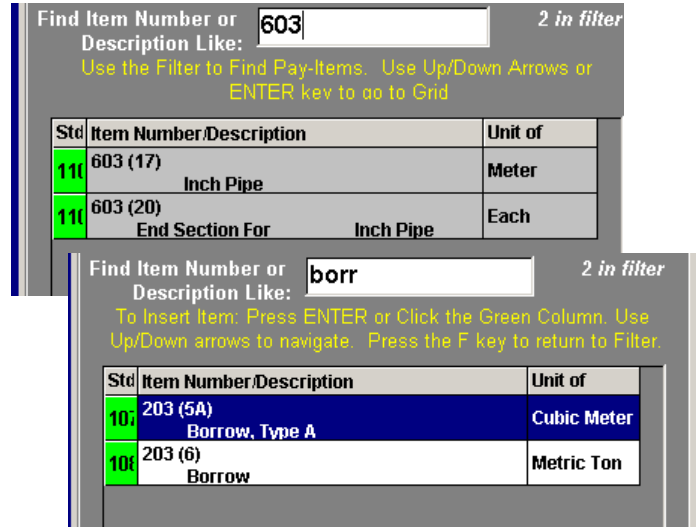 Find Item Number or
Description Like:
603
2 in filter
Use the Filter to Find Pay-Items. Use Up/Down Arrows or
ENTER key to go to Grid
Std Item Number/Description Unit of
603 (17)
Inch Pipe
Meter
603 (20)
End Section For Inch Pipe
Each
Find Item Number or
Description Like:
borr
2 in filter
To Insert Item: Press ENTER or Click the Green Column. Use
Up/Down arrows to navigate. Press the F key to return to Filter.
Std Item Number/Description Unit of
203 (5A)
Borrow, Type A
Cubic Meter
203 (6)
Borrow
Metric Ton